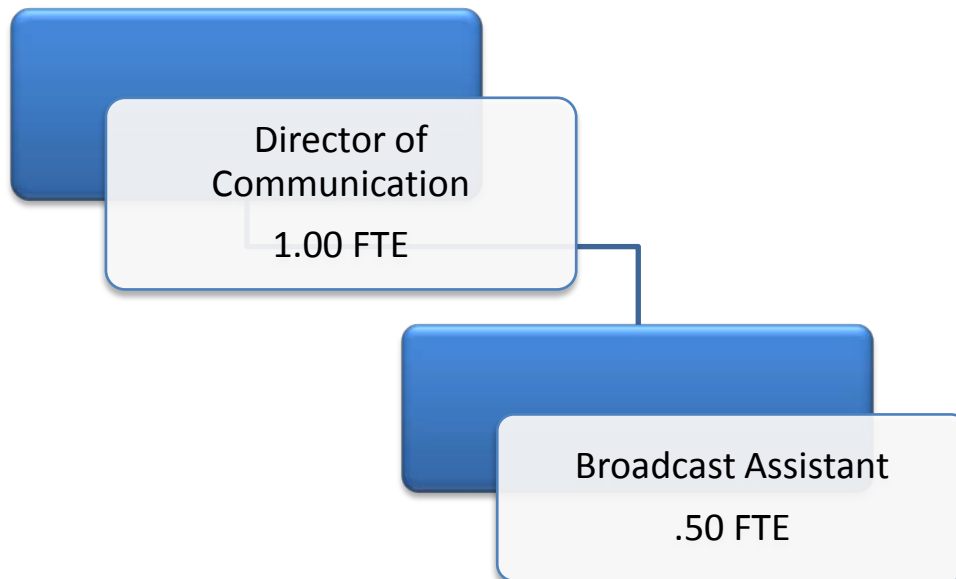 Director of
Communication
1.00 FTE
Broadcast Assistant
.50 FTE